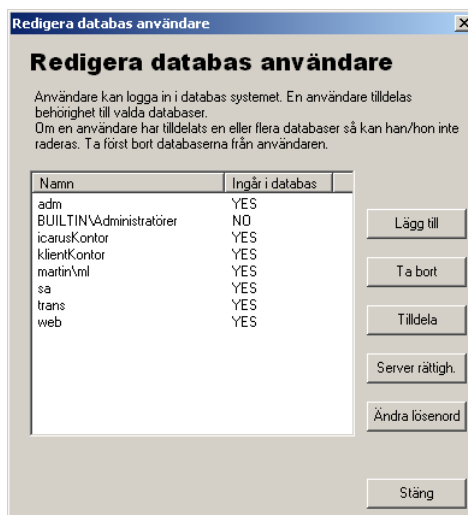 Redigera databas användare
Redigera databas användare
Användare kan logga in i databas systemet. En användare tilldelas
behörighet till valda databaser.
Om en användare har tilldelats en eller flera databaser så kan han/hon inte
raderas. Ta först bort databaserna från användaren.
Namn Ingår i databas
adm YES
BUILTIN\Administratörer NO
icarusKontor YES
klientKontor YES
martin\ml YES
sa YES
trans YES
web YES
Lägg till
Ta bort
Tilldela
Server rättigh.
Ändra lösenord
Stäng